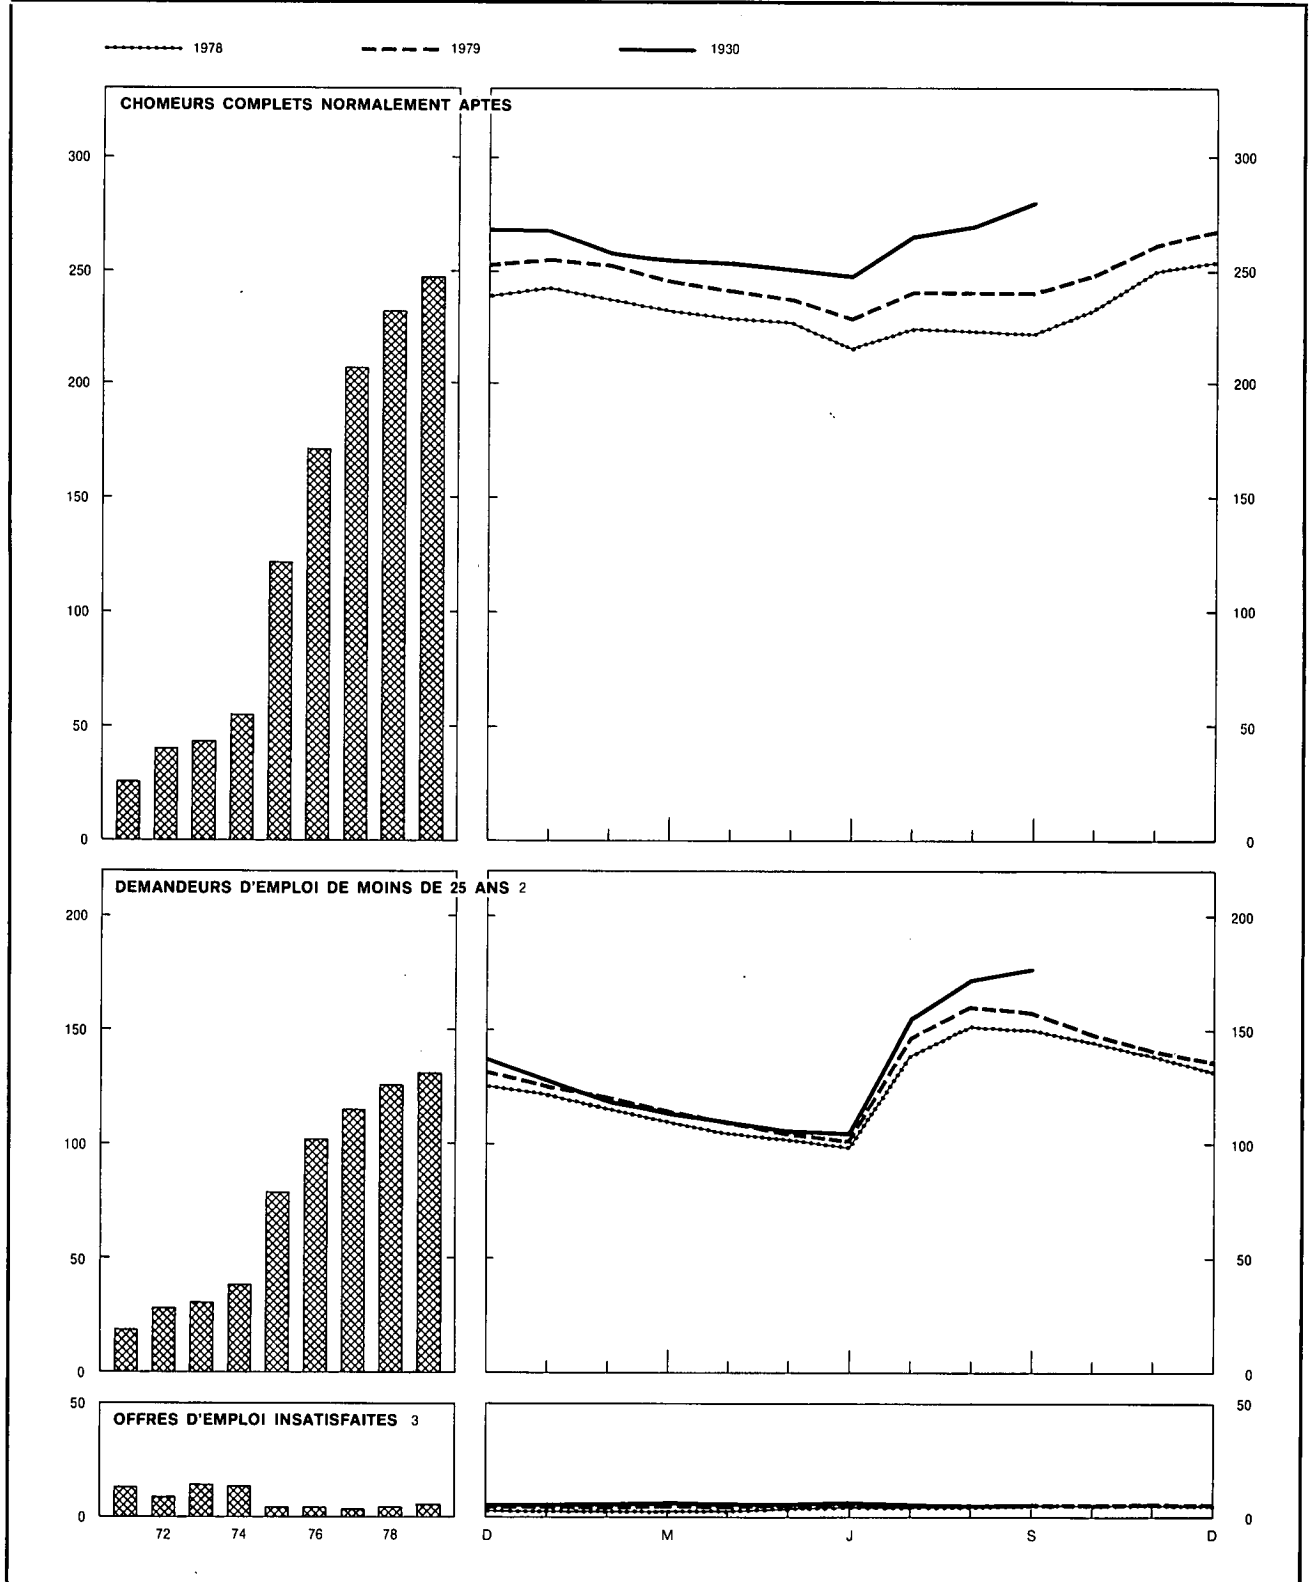 1978 1979 1930
CHOMEURS COMPLETS NORMALEMENT APTES
300 300
250 250
200 200
150 150
100 100
50 50
0 0
DEMANDEURS D'EMPLOI DE MOINS DE 25 ANS 2
200 200
150 150
100 100
50 50
0 0
50 50
OFFRES D'EMPLOI INSATISFAITES 3
0 0
72 74 76 78 D M J S D